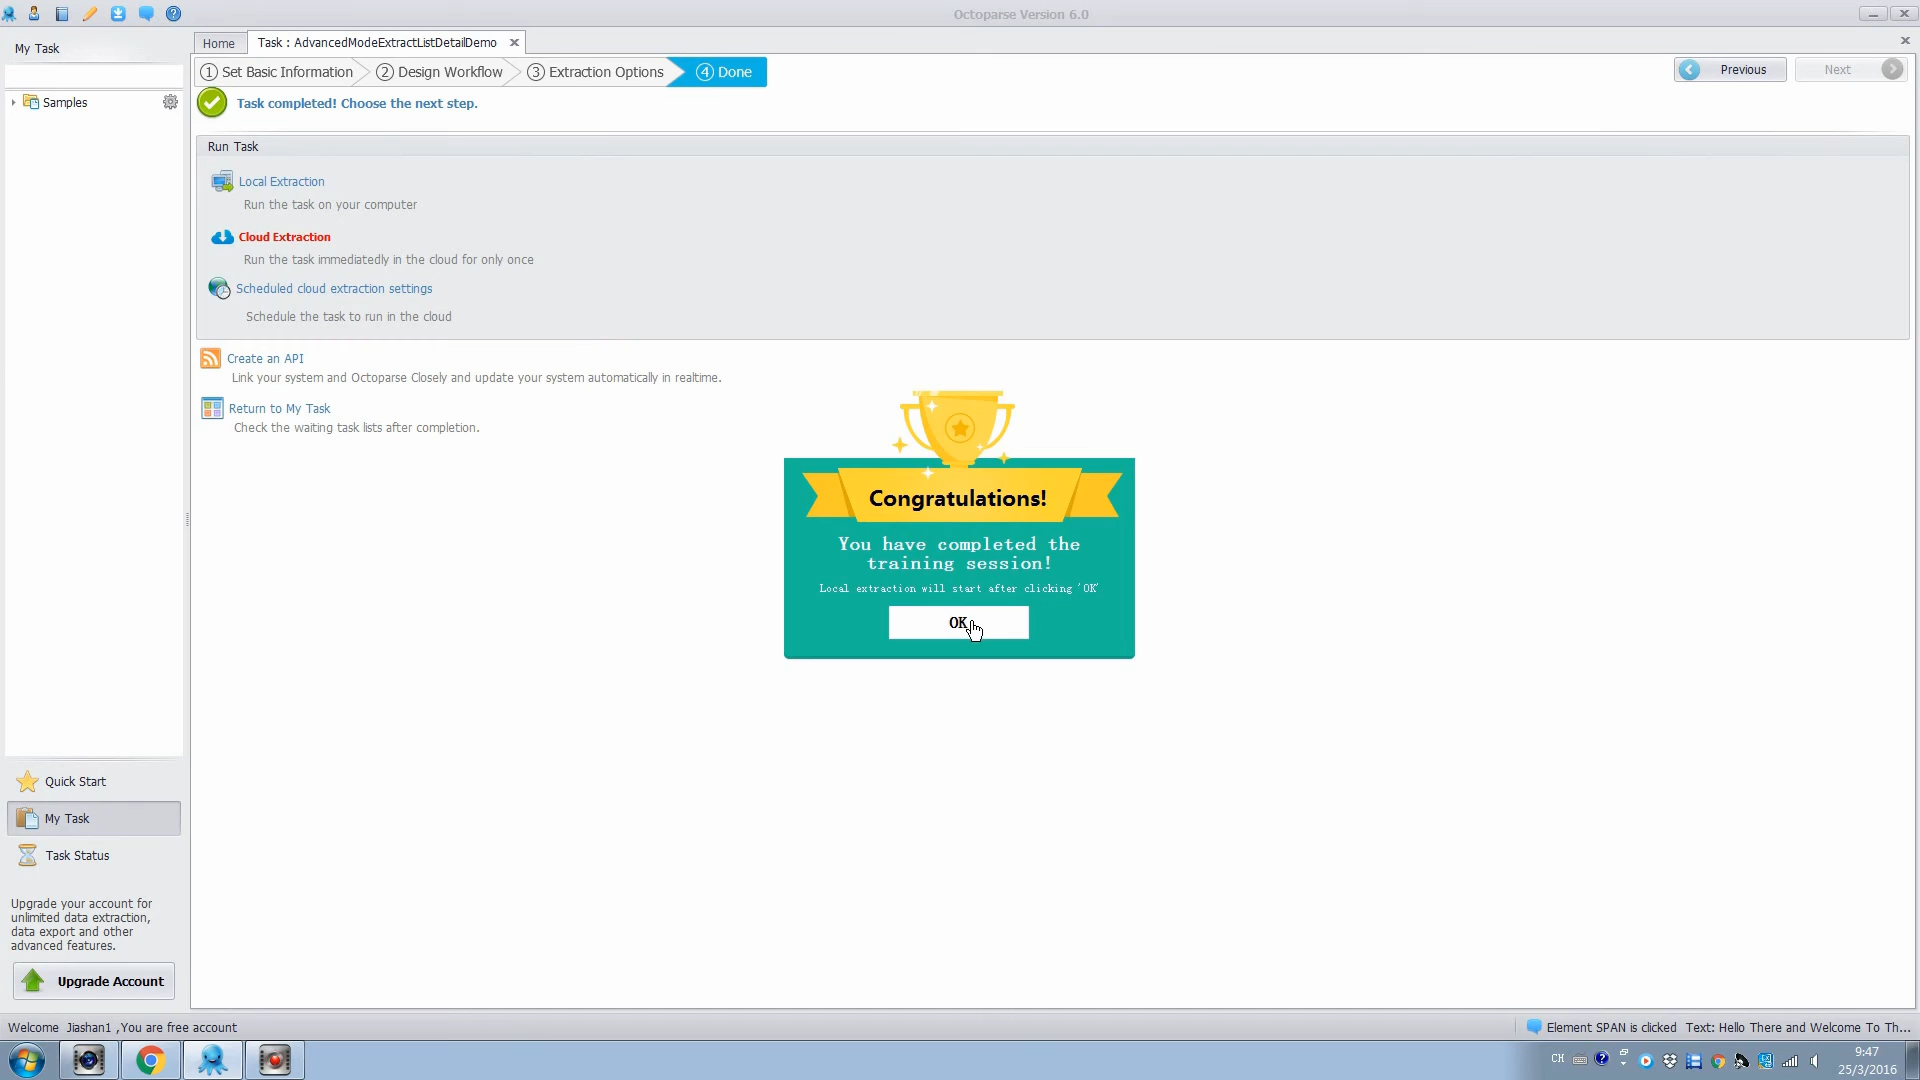 Octoparse Version 6.0
My Task
Home
Task : AdvancedModeExtractListDetailDemo
1 Set Basic Information
2 Design Workflow
3 Extraction Options
4 Done
Previous
Next
Samples
Task completed! Choose the next step.
Run Task
Local Extraction
Run the task on your computer
Cloud Extraction
Run the task immediatedly in the cloud for only once
Scheduled cloud extraction settings
Schedule the task to run in the cloud
Create an API
Link your system and Octoparse Closely and update your system automatically in realtime.
Return to My Task
Check the waiting task lists after completion.
Congratulations!
You have completed the
training session!
Local extraction will start after clicking 'OK'
OK
Quick Start
My Task
Task Status
Upgrade your account for
unlimited data extraction,
data export and other
advanced features.
Upgrade Account
Welcome Jiashan1 ,You are free account
Element SPAN is clicked Text: Hello There and Welcome To Th...
CH
9:47
25/3/2016